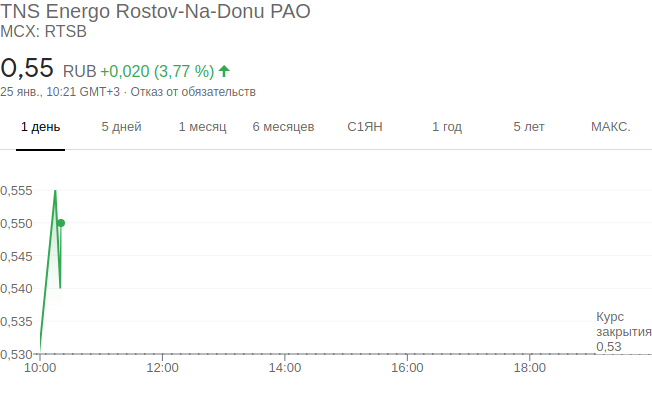 TNS Energo Rostov-Na-Donu PAO
MCX: RTSB
0,55 RUB +0,020 (3,77 %)
25 янв., 10:21 GMT+3 · Отказ от обязательств
1 день 5 дней 1 месяц 6 месяцев С1ЯН 1 год 5 лет МАКС.
0,555
0,550
0,545
0,540
0,535
Курс
закрытия
0,53
0,530
10:00 12:00 14:00 16:00 18:00